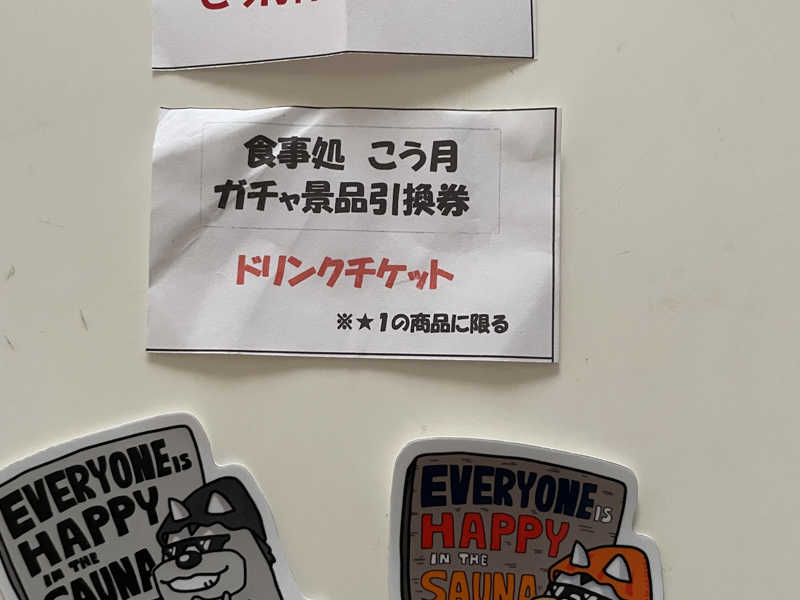 食事処 こう月
ガチャ景品引換券
ドリンクチケット
※★1の商品に限る
EVERYONE IS
HAPPY
IN THE
SAUNA
EVERYONE IS
HAPPY
IN THE
SAUNA